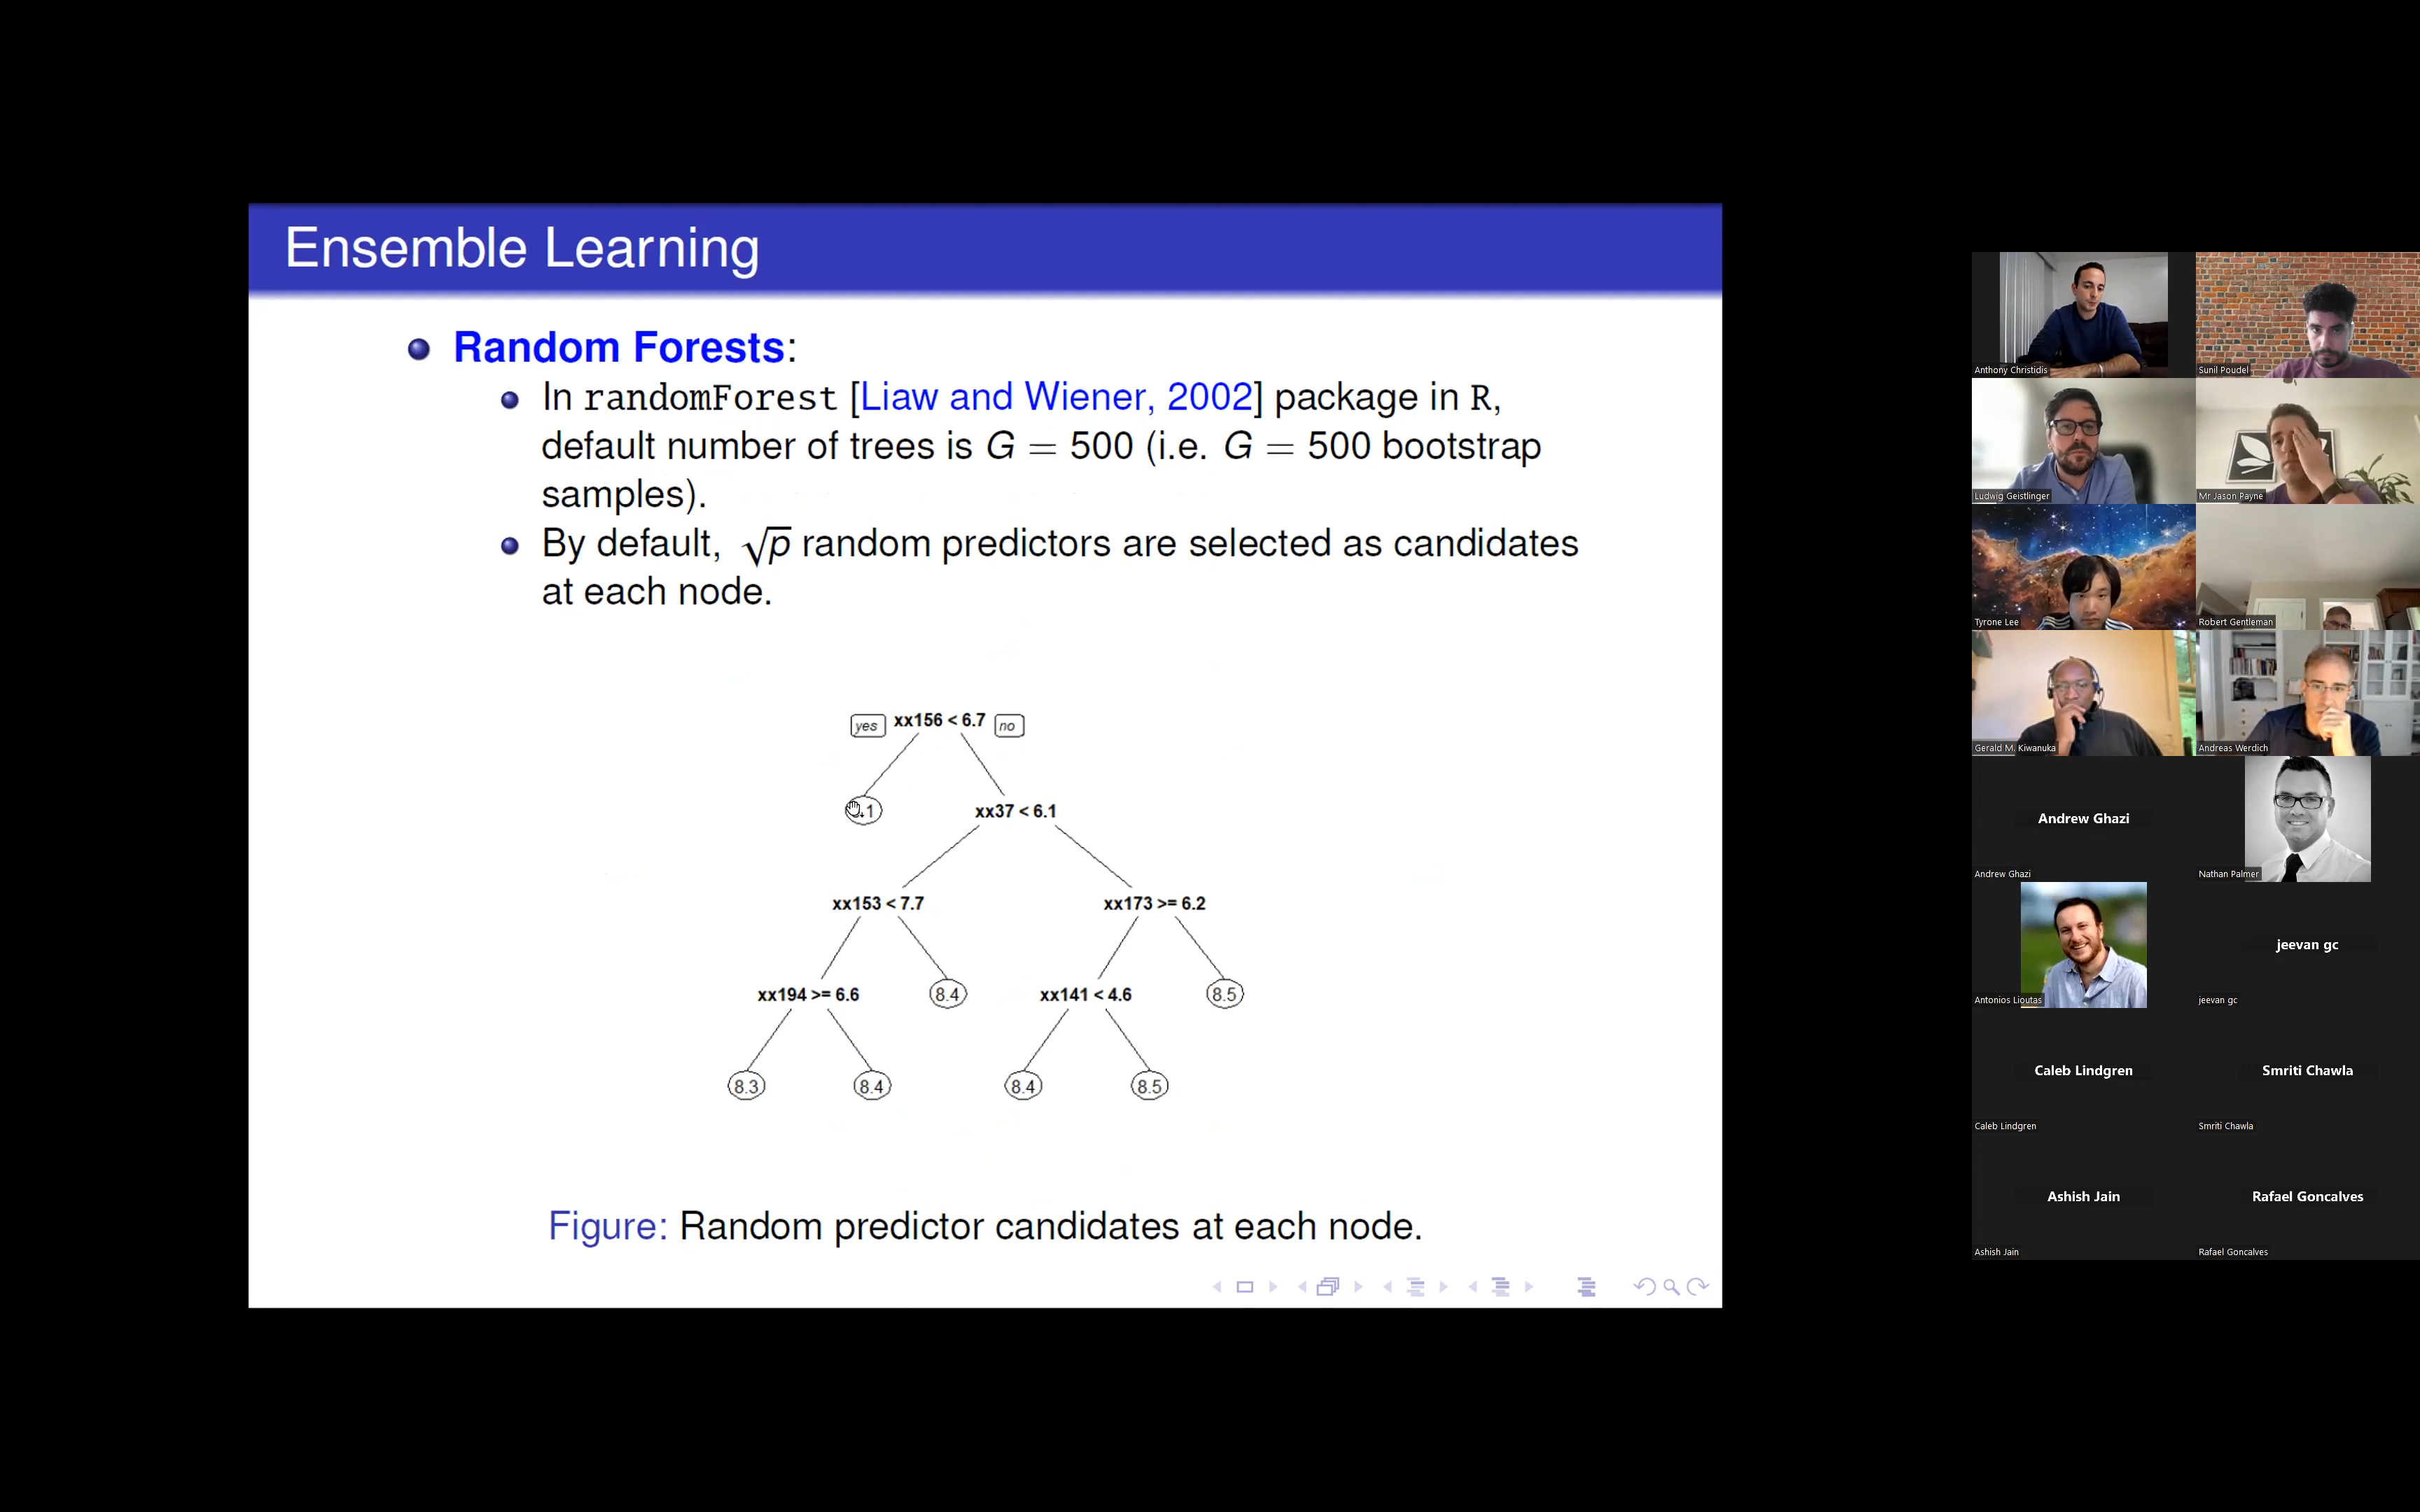 Ensemble Learning
Random Forests:
In randomForest [Liaw and Wiener, 2002] package in R,
default number of trees is G = 500 (i.e. G = 500 bootstrap
samples).
By default, √p random predictors are selected as candidates
at each node.
yes xx156 < 6.7 no
xx37 < 6.1
xx153 < 7.7 xx173 >= 6.2
xx194 >= 6.6 8.4 xx141 < 4.6 8.5
8.3 8.4 8.4 8.5
Figure: Random predictor candidates at each node.
Anthony Christidis Sunil Poudel
Ludwig Geistlinger Mr Jason Payne
Tyrone Lee Robert Gentleman
Gerald M. Kiwanuka Andreas Werdich
Andrew Ghazi
Andrew Ghazi Nathan Palmer
jeevan gc
Antonios Lioutas jeevan gc
Caleb Lindgren Smriti Chawla
Caleb Lindgren Smriti Chawla
Ashish Jain Rafael Goncalves
Ashish Jain Rafael Goncalves